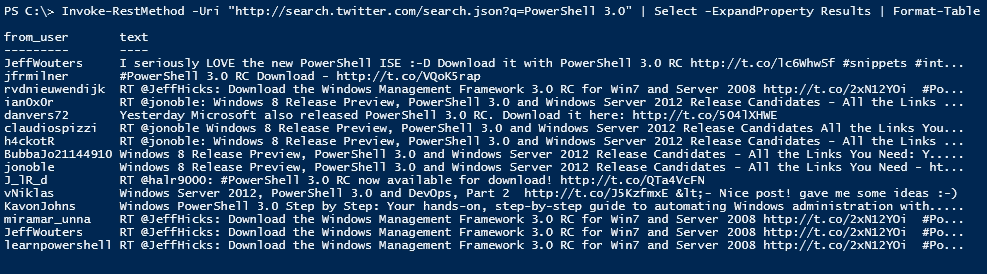 PS C:\> Invoke-RestMethod -Uri "http://search.twitter.com/search.json?q=PowerShell 3.0" | Select -ExpandProperty Results | Format-Table
from_user text
--------- ----
JeffWouters I seriously LOVE the new PowerShell ISE :-D Download it with PowerShell 3.0 RC http://t.co/lc6WhwSf #snippets #int...
jfrmilner #PowerShell 3.0 RC Download - http://t.co/VQoK5rap
rvdnieuwendijk RT @JeffHicks: Download the Windows Management Framework 3.0 RC for Win7 and Server 2008 http://t.co/2xN12YOi #Po...
ianOx0r RT @jonoble: Windows 8 Release Preview, PowerShell 3.0 and Windows Server 2012 Release Candidates - All the Links ...
danvers72 Yesterday Microsoft also released PowerShell 3.0 RC. Download it here: http://t.co/5O4lXHWE
claudiospizzi RT @jonoble Windows 8 Release Preview, PowerShell 3.0 and Windows Server 2012 Release Candidates All the Links You...
h4ckotR RT @jonoble: Windows 8 Release Preview, PowerShell 3.0 and Windows Server 2012 Release Candidates - All the Links ...
BubbaJo21144910 Windows 8 Release Preview, PowerShell 3.0 and Windows Server 2012 Release Candidates - All the Links You Need: Y.....
jonoble Windows 8 Release Preview, PowerShell 3.0 and Windows Server 2012 Release Candidates - All the Links You Need - ht...
J_lR_d RT @halr9000: #PowerShell 3.0 RC now available for download! http://t.co/QTa4VcFN
vNiklas Windows Server 2012, PowerShell 3.0 and DevOps, Part 2 http://t.co/J5KzfmxE &lt;- Nice post! gave me some ideas :-)
KavonJohns Windows PowerShell 3.0 Step by Step: Your hands-on, step-by-step guide to automating Windows administration with.....
miramar_unna RT @JeffHicks: Download the Windows Management Framework 3.0 RC for Win7 and Server 2008 http://t.co/2xN12YOi #Po...
JeffWouters RT @JeffHicks: Download the Windows Management Framework 3.0 RC for Win7 and Server 2008 http://t.co/2xN12YOi #Po...
learnpowershell RT @JeffHicks: Download the Windows Management Framework 3.0 RC for Win7 and Server 2008 http://t.co/2xN12YOi #Po...